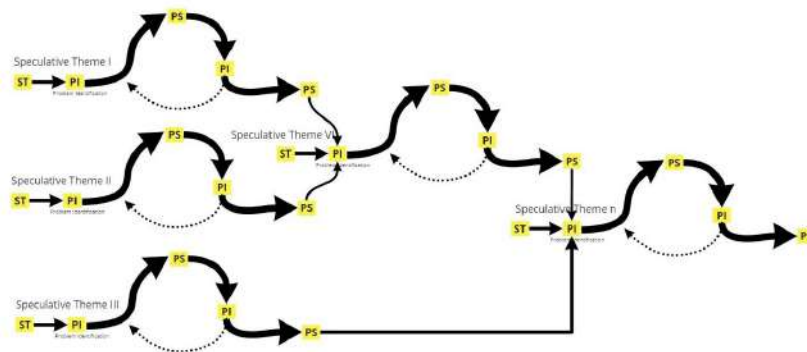 PS
Speculative Theme I
PI
ST PI
Problem Identification
PS
PS
Speculative Theme VI
PI
ST PI
Problem Identification
PS
PS
Speculative Theme II
PI
ST PI
Problem Identification
PS
PS
Speculative Theme n
PI
ST PI
Problem Identification
PS
Speculative Theme III
PI
ST PI
Problem Identification
PS